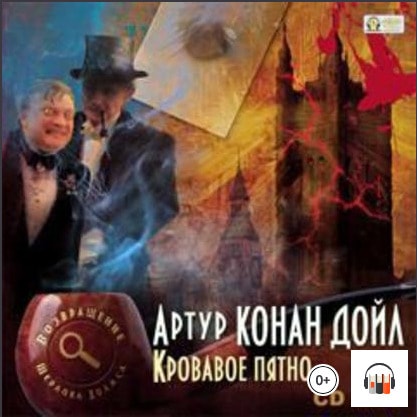 Артур КОНАН ДОЙЛ
Кровавое пятно
CD
ВОЗВРАЩЕНИЕ
ШЕРЛОКА ХОЛМСА
0+